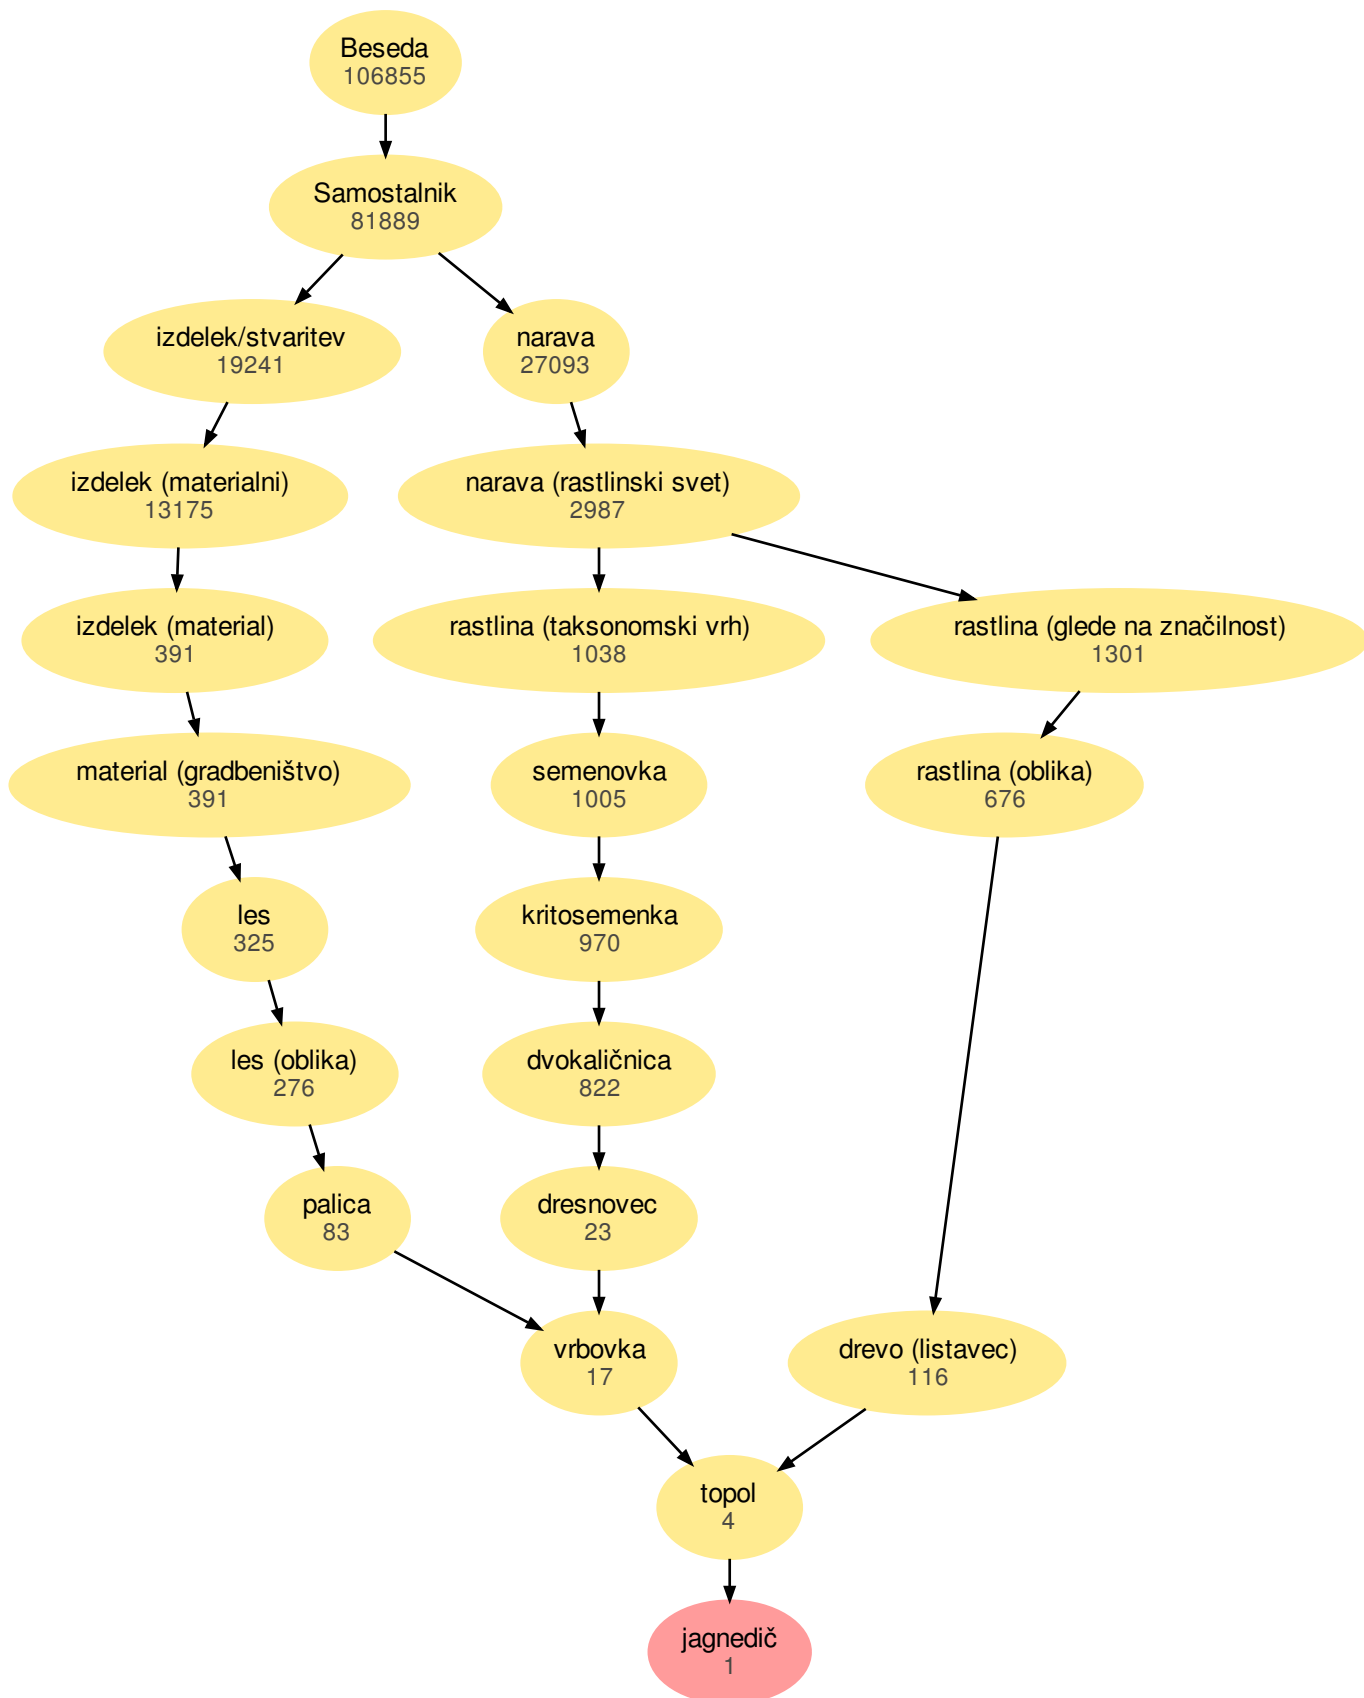 Beseda
106855
Samostalnik
81889
izdelek/stvaritev
19241
narava
27093
izdelek (materialni)
13175
narava (rastlinski svet)
2987
izdelek (material)
391
rastlina (taksonomski vrh)
1038
rastlina (glede na značilnost)
1301
material (gradbeništvo)
391
semenovka
1005
rastlina (oblika)
676
les
325
kritosemenka
970
les (oblika)
276
dvokaličnica
822
palica
83
dresnovec
23
vrbovka
17
drevo (listavec)
116
topol
4
jagnedič
1